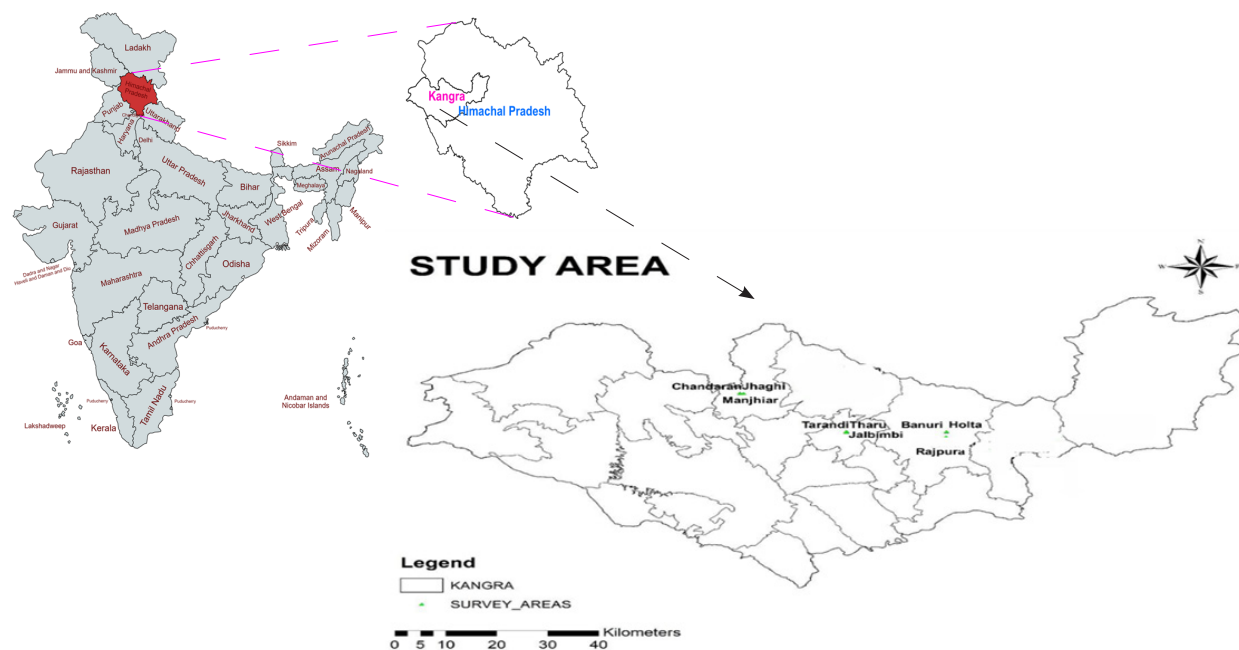 Ladakh
Jammu and Kashmir
Himachal
Pradesh
Punjab
Uttarakhand
Haryana
Delhi
Rajasthan
Uttar Pradesh
Bihar
Sikkim
Arunachal Pradesh
Assam
Nagaland
Meghalaya
Manipur
Tripura
Mizoram
West Bengal
Jharkhand
Gujarat
Madhya Pradesh
Chhattisgarh
Odisha
Dadra and Nagar
Haveli and Daman and Diu
Maharashtra
Telangana
Andhra Pradesh
Puducherry
Goa
Karnataka
Puducherry
Tamil Nadu
Puducherry
Kerala
Lakshadweep
Andaman and
Nicobar Islands
Kangra
Himachal Pradesh
STUDY AREA
N
W
E
S
ChandaranJhaghi
Manjhiar
TarandiTharu
Jalbimbi
Banuri Holta
Rajpura
Legend
KANGRA
SURVEY_AREAS
Kilometers
0 5 10 20 30 40